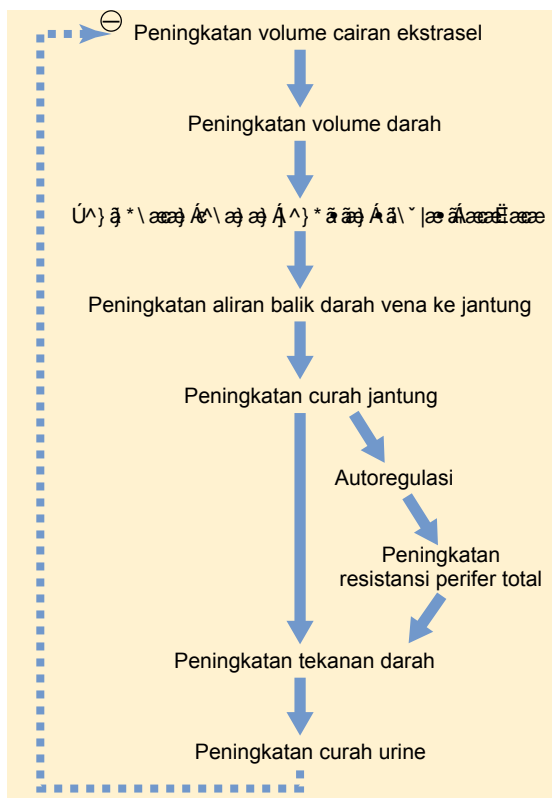 Peningkatan volume cairan ekstrasel
Peningkatan volume darah
Peningkatan aliran balik darah vena ke jantung
Peningkatan curah jantung
Autoregulasi
Peningkatan
resistansi perifer total
Peningkatan tekanan darah
Peningkatan curah urine